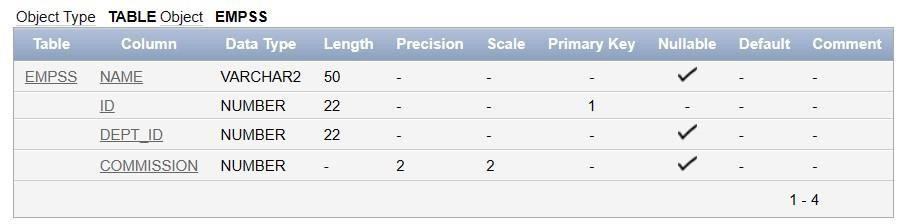 Object Type TABLE Object EMPSS
Table Column Data Type Length Precision Scale Primary Key Nullable Default Comment
EMPSS NAME VARCHAR2 50 - - - ✓ - -
ID NUMBER 22 - - 1 - - -
DEPT_ID NUMBER 22 - - - ✓ - -
COMMISSION NUMBER - 2 2 - ✓ - -
1 - 4